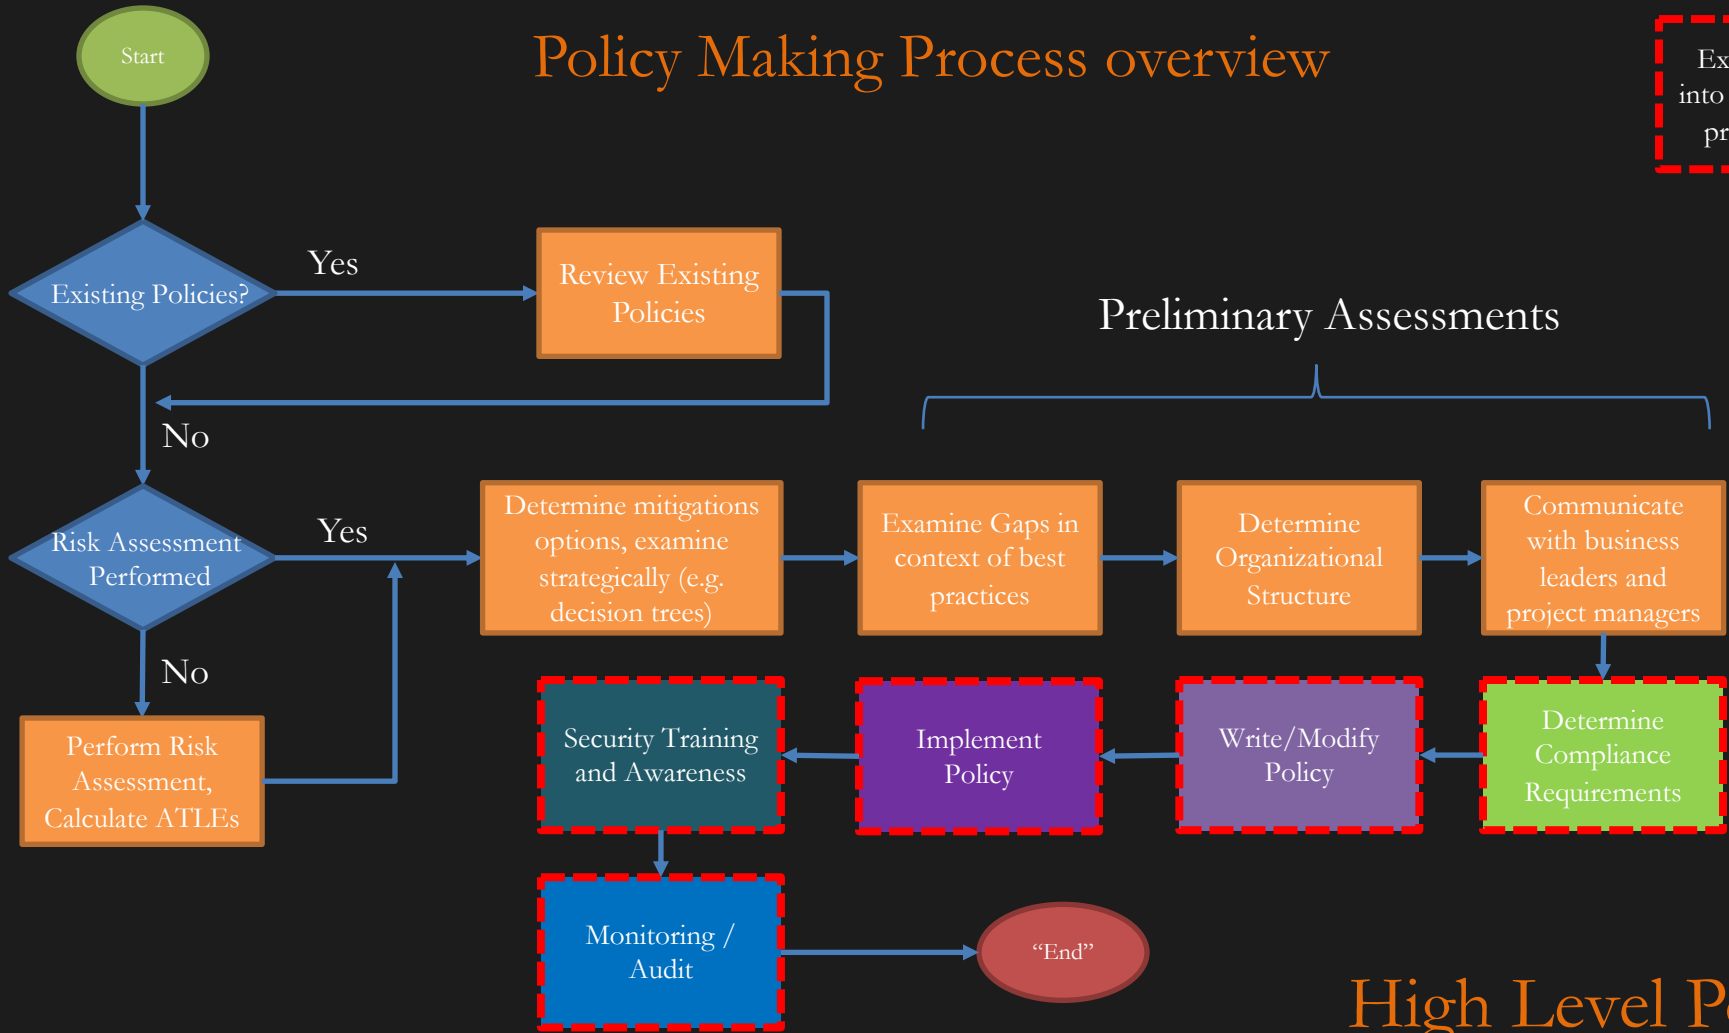 Start
Policy Making Process overview
Ex
into
pr
Existing Policies?
Yes
Review Existing
Policies
Preliminary Assessments
No
Risk Assessment
Performed
Yes
Determine mitigations
options, examine
strategically (e.g.
decision trees)
Examine Gaps in
context of best
practices
Determine
Organizational
Structure
Communicate
with business
leaders and
project managers
No
Perform Risk
Assessment,
Calculate ATLEs
Security Training
and Awareness
Implement
Policy
Write/Modify
Policy
Determine
Compliance
Requirements
Monitoring /
Audit
“End”
High Level P